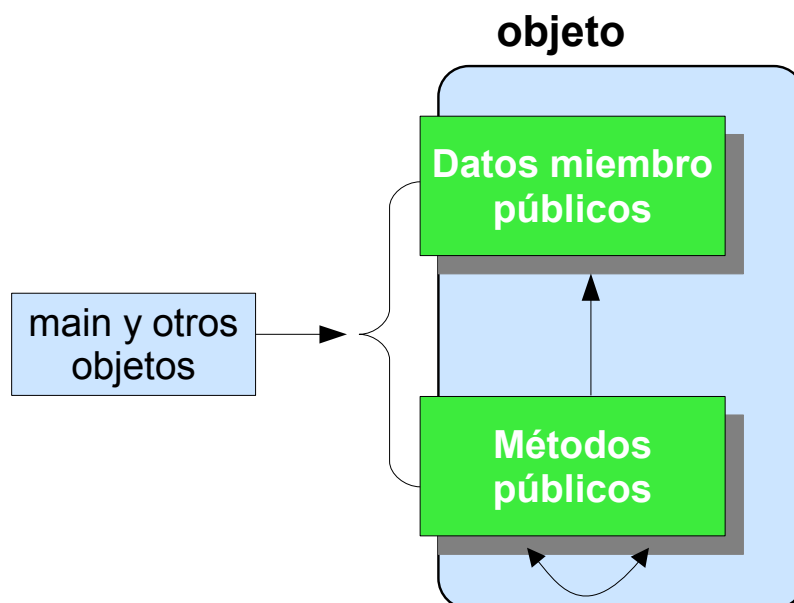 objeto
Datos miembro
públicos
main y otros
objetos
Métodos
públicos